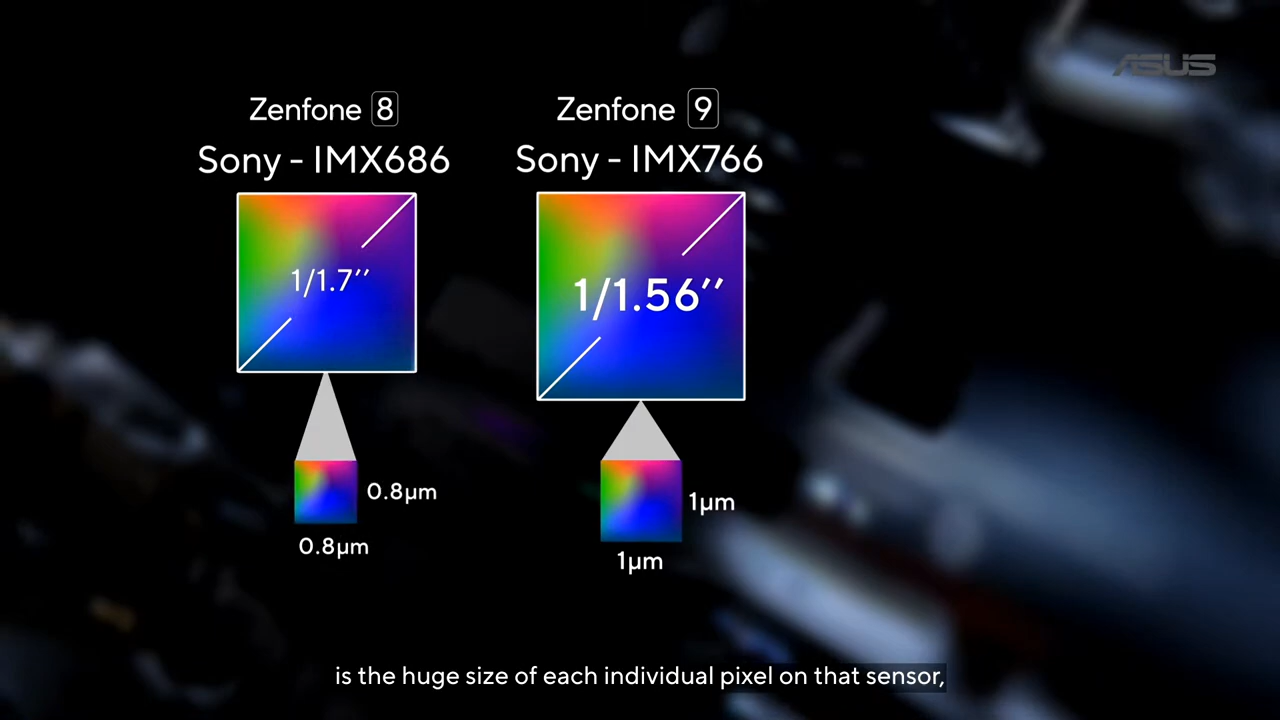 ASUS
Zenfone 8
Sony - IMX686
1/1.7’’
0.8μm
0.8μm
Zenfone 9
Sony - IMX766
1/1.56’’
1μm
1μm
is the huge size of each individual pixel on that sensor,